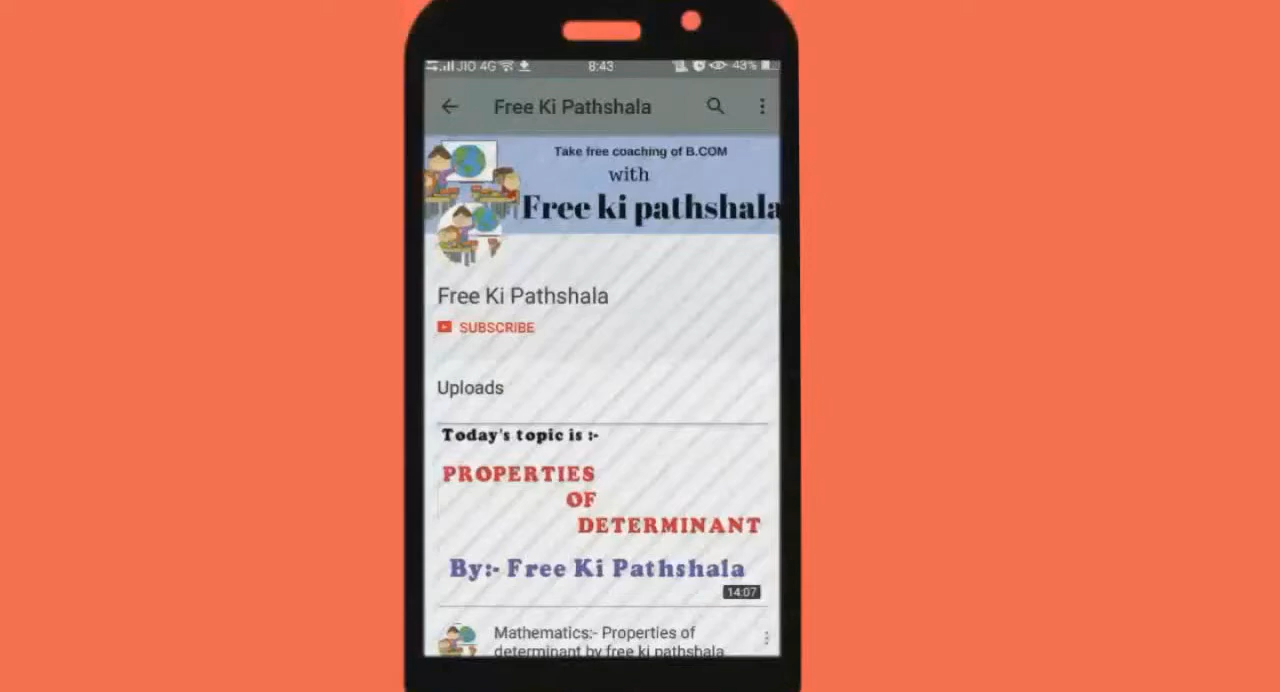 JIO 4G 8:43 43%
Free Ki Pathshala
Take free coaching of B.COM
with
Free ki pathshala
Free Ki Pathshala
SUBSCRIBE
Uploads
Today's topic is :-
PROPERTIES
OF
DETERMINANT
By:- Free Ki Pathshala
14:07
Mathematics:- Properties of
determinant by free ki pathshala